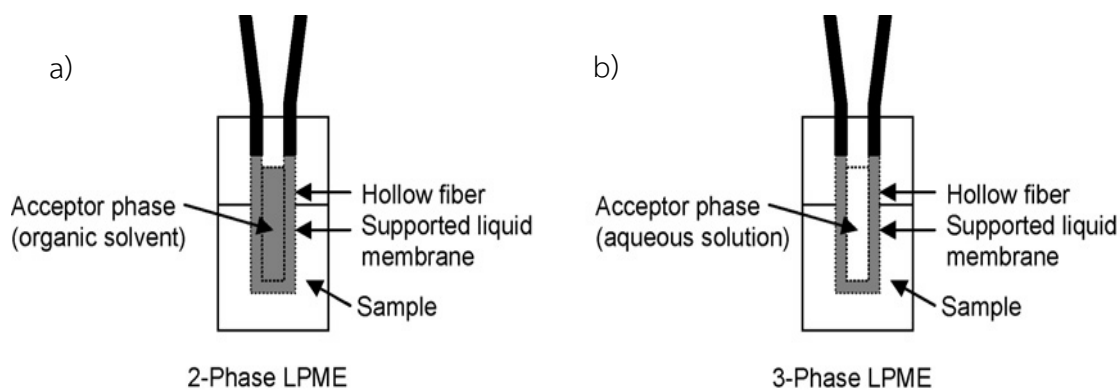 a)
Acceptor phase
(organic solvent)
Hollow fiber
Supported liquid
membrane
Sample
2-Phase LPME
b)
Acceptor phase
(aqueous solution)
Hollow fiber
Supported liquid
membrane
Sample
3-Phase LPME